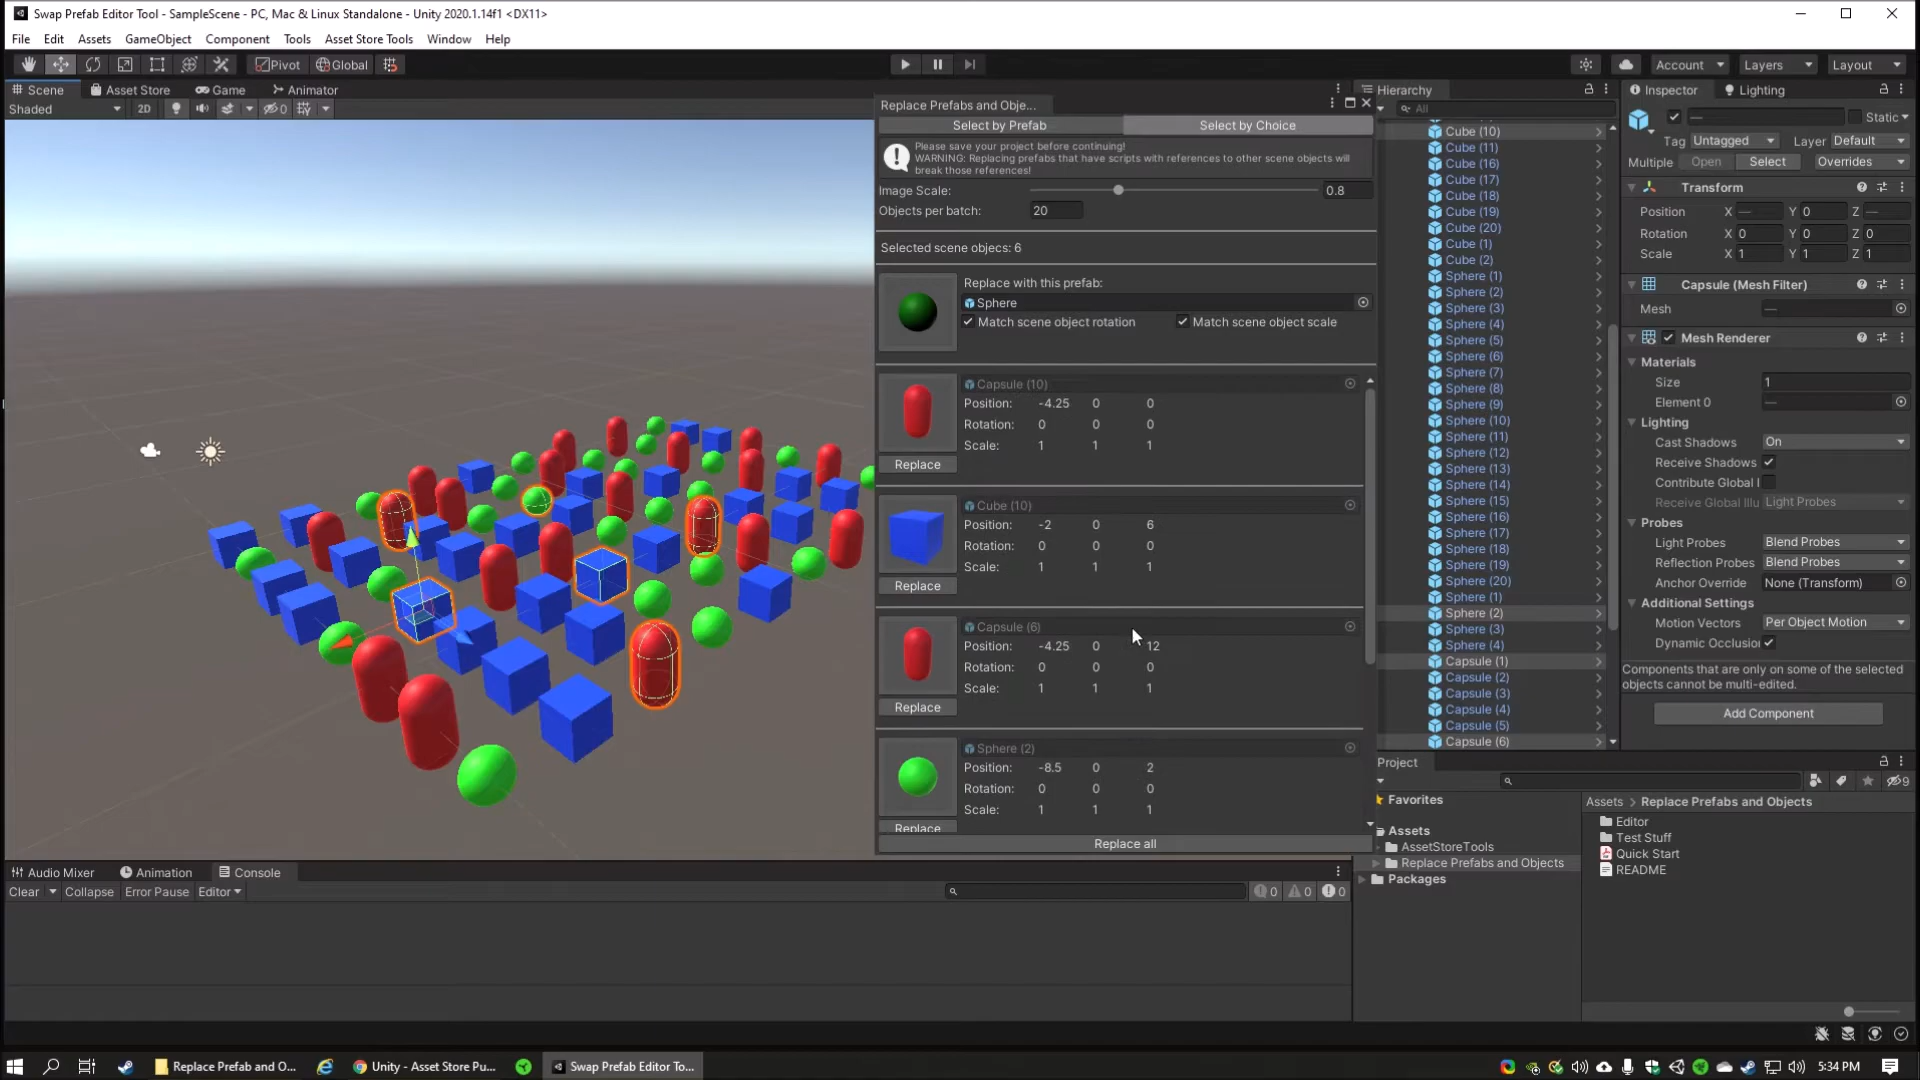 Swap Prefab Editor Tool - SampleScene - PC, Mac & Linux Standalone - Unity 2020.1.14f1 <DX11>
File Edit Assets GameObject Component Tools Asset Store Tools Window Help
Pivot Global Account Layers Layout
Scene Asset Store Game Animator
Shaded 2D 0
Replace Prefabs and Obje...
Select by Prefab Select by Choice
Please save your project before continuing!
WARNING: Replacing prefabs that have scripts with references to other scene objects will
break those references!
Image Scale: 0.8
Objects per batch: 20
Selected scene objecs: 6
Replace with this prefab:
Sphere
Match scene object rotation Match scene object scale
Capsule (10)
Position: -4.25 0 0
Rotation: 0 0 0
Scale: 1 1 1
Replace
Cube (10)
Position: -2 0 6
Rotation: 0 0 0
Scale: 1 1 1
Replace
Capsule (6)
Position: -4.25 0 12
Rotation: 0 0 0
Scale: 1 1 1
Replace
Sphere (2)
Position: -8.5 0 2
Rotation: 0 0 0
Scale: 1 1 1
Replace
Replace all
Hierarchy
All
Cube (10)
Cube (11)
Cube (16)
Cube (17)
Cube (18)
Cube (19)
Cube (20)
Cube (1)
Cube (2)
Sphere (1)
Sphere (2)
Sphere (3)
Sphere (4)
Sphere (5)
Sphere (6)
Sphere (7)
Sphere (8)
Sphere (9)
Sphere (10)
Sphere (11)
Sphere (12)
Sphere (13)
Sphere (14)
Sphere (15)
Sphere (16)
Sphere (17)
Sphere (18)
Sphere (19)
Sphere (20)
Sphere (1)
Sphere (2)
Sphere (3)
Sphere (4)
Capsule (1)
Capsule (2)
Capsule (3)
Capsule (4)
Capsule (5)
Capsule (6)
Inspector Lighting
— Static
Tag Untagged Layer Default
Multiple Open Select Overrides
Transform
Position X — Y 0 Z —
Rotation X 0 Y 0 Z 0
Scale X 1 Y 1 Z 1
Capsule (Mesh Filter)
Mesh —
Mesh Renderer
Materials
Size 1
Element 0 —
Lighting
Cast Shadows On
Receive Shadows
Contribute Global I
Receive Global Illu Light Probes
Probes
Light Probes Blend Probes
Reflection Probes Blend Probes
Anchor Override None (Transform)
Additional Settings
Motion Vectors Per Object Motion
Dynamic Occlusion
Components that are only on some of the selected
objects cannot be multi-edited.
Add Component
Project
9
Favorites
Assets
AssetStoreTools
Replace Prefabs and Objects
Packages
Assets > Replace Prefabs and Objects
Editor
Test Stuff
Quick Start
README
Audio Mixer Animation Console
Clear Collapse Error Pause Editor 0 0 0
Replace Prefab and O... Unity - Asset Store Pu... Swap Prefab Editor To... 5:34 PM